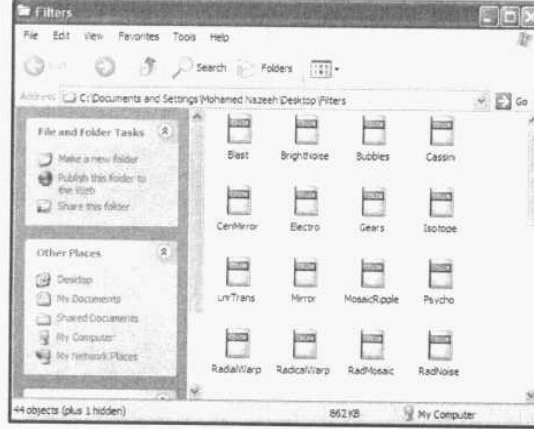 Filters
File Edit View Favorites Tools Help
Search Folders
Address C:\Documents and Settings\Mohamed Nazeeh\Desktop\Filters Go
File and Folder Tasks
Make a new folder
Publish this folder to
the Web
Share this folder
Other Places
Desktop
My Documents
Shared Documents
My Computer
My Network Places
Blast BrightNoise Bubbles Cassini
CenMirror Electro Gears Isotope
Mirror MosaicRipple Psycho
RadialWarp RadicalWarp RadMosaic RadNoise
44 objects (plus 1 hidden) 862 KB My Computer